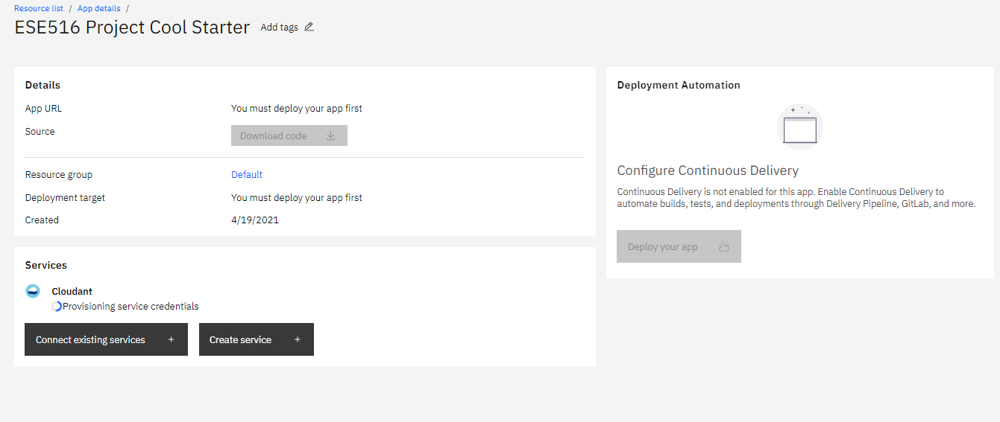 Resource list / App details /
ESE516 Project Cool Starter Add tags
Details
App URL You must deploy your app first
Source Download code
Resource group Default
Deployment target You must deploy your app first
Created 4/19/2021
Services
Cloudant
Provisioning service credentials
Connect existing services +
Create service +
Deployment Automation
Configure Continuous Delivery
Continuous Delivery is not enabled for this app. Enable Continuous Delivery to
automate builds, tests, and deployments through Delivery Pipeline, GitLab, and more.
Deploy your app